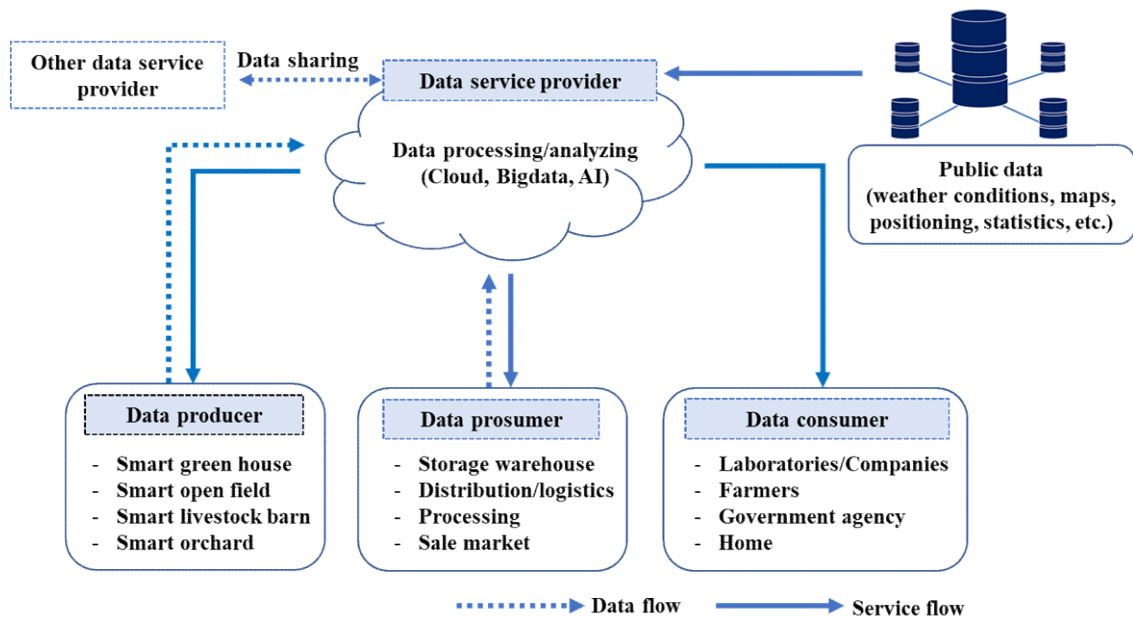 Other data service
provider
Data sharing
Data service provider
Data processing/analyzing
(Cloud, Bigdata, AI)
Public data
(weather conditions, maps,
positioning, statistics, etc.)
Data producer
- Smart green house
- Smart open field
- Smart livestock barn
- Smart orchard
Data prosumer
- Storage warehouse
- Distribution/logistics
- Processing
- Sale market
Data consumer
- Laboratories/Companies
- Farmers
- Government agency
- Home
Data flow
Service flow